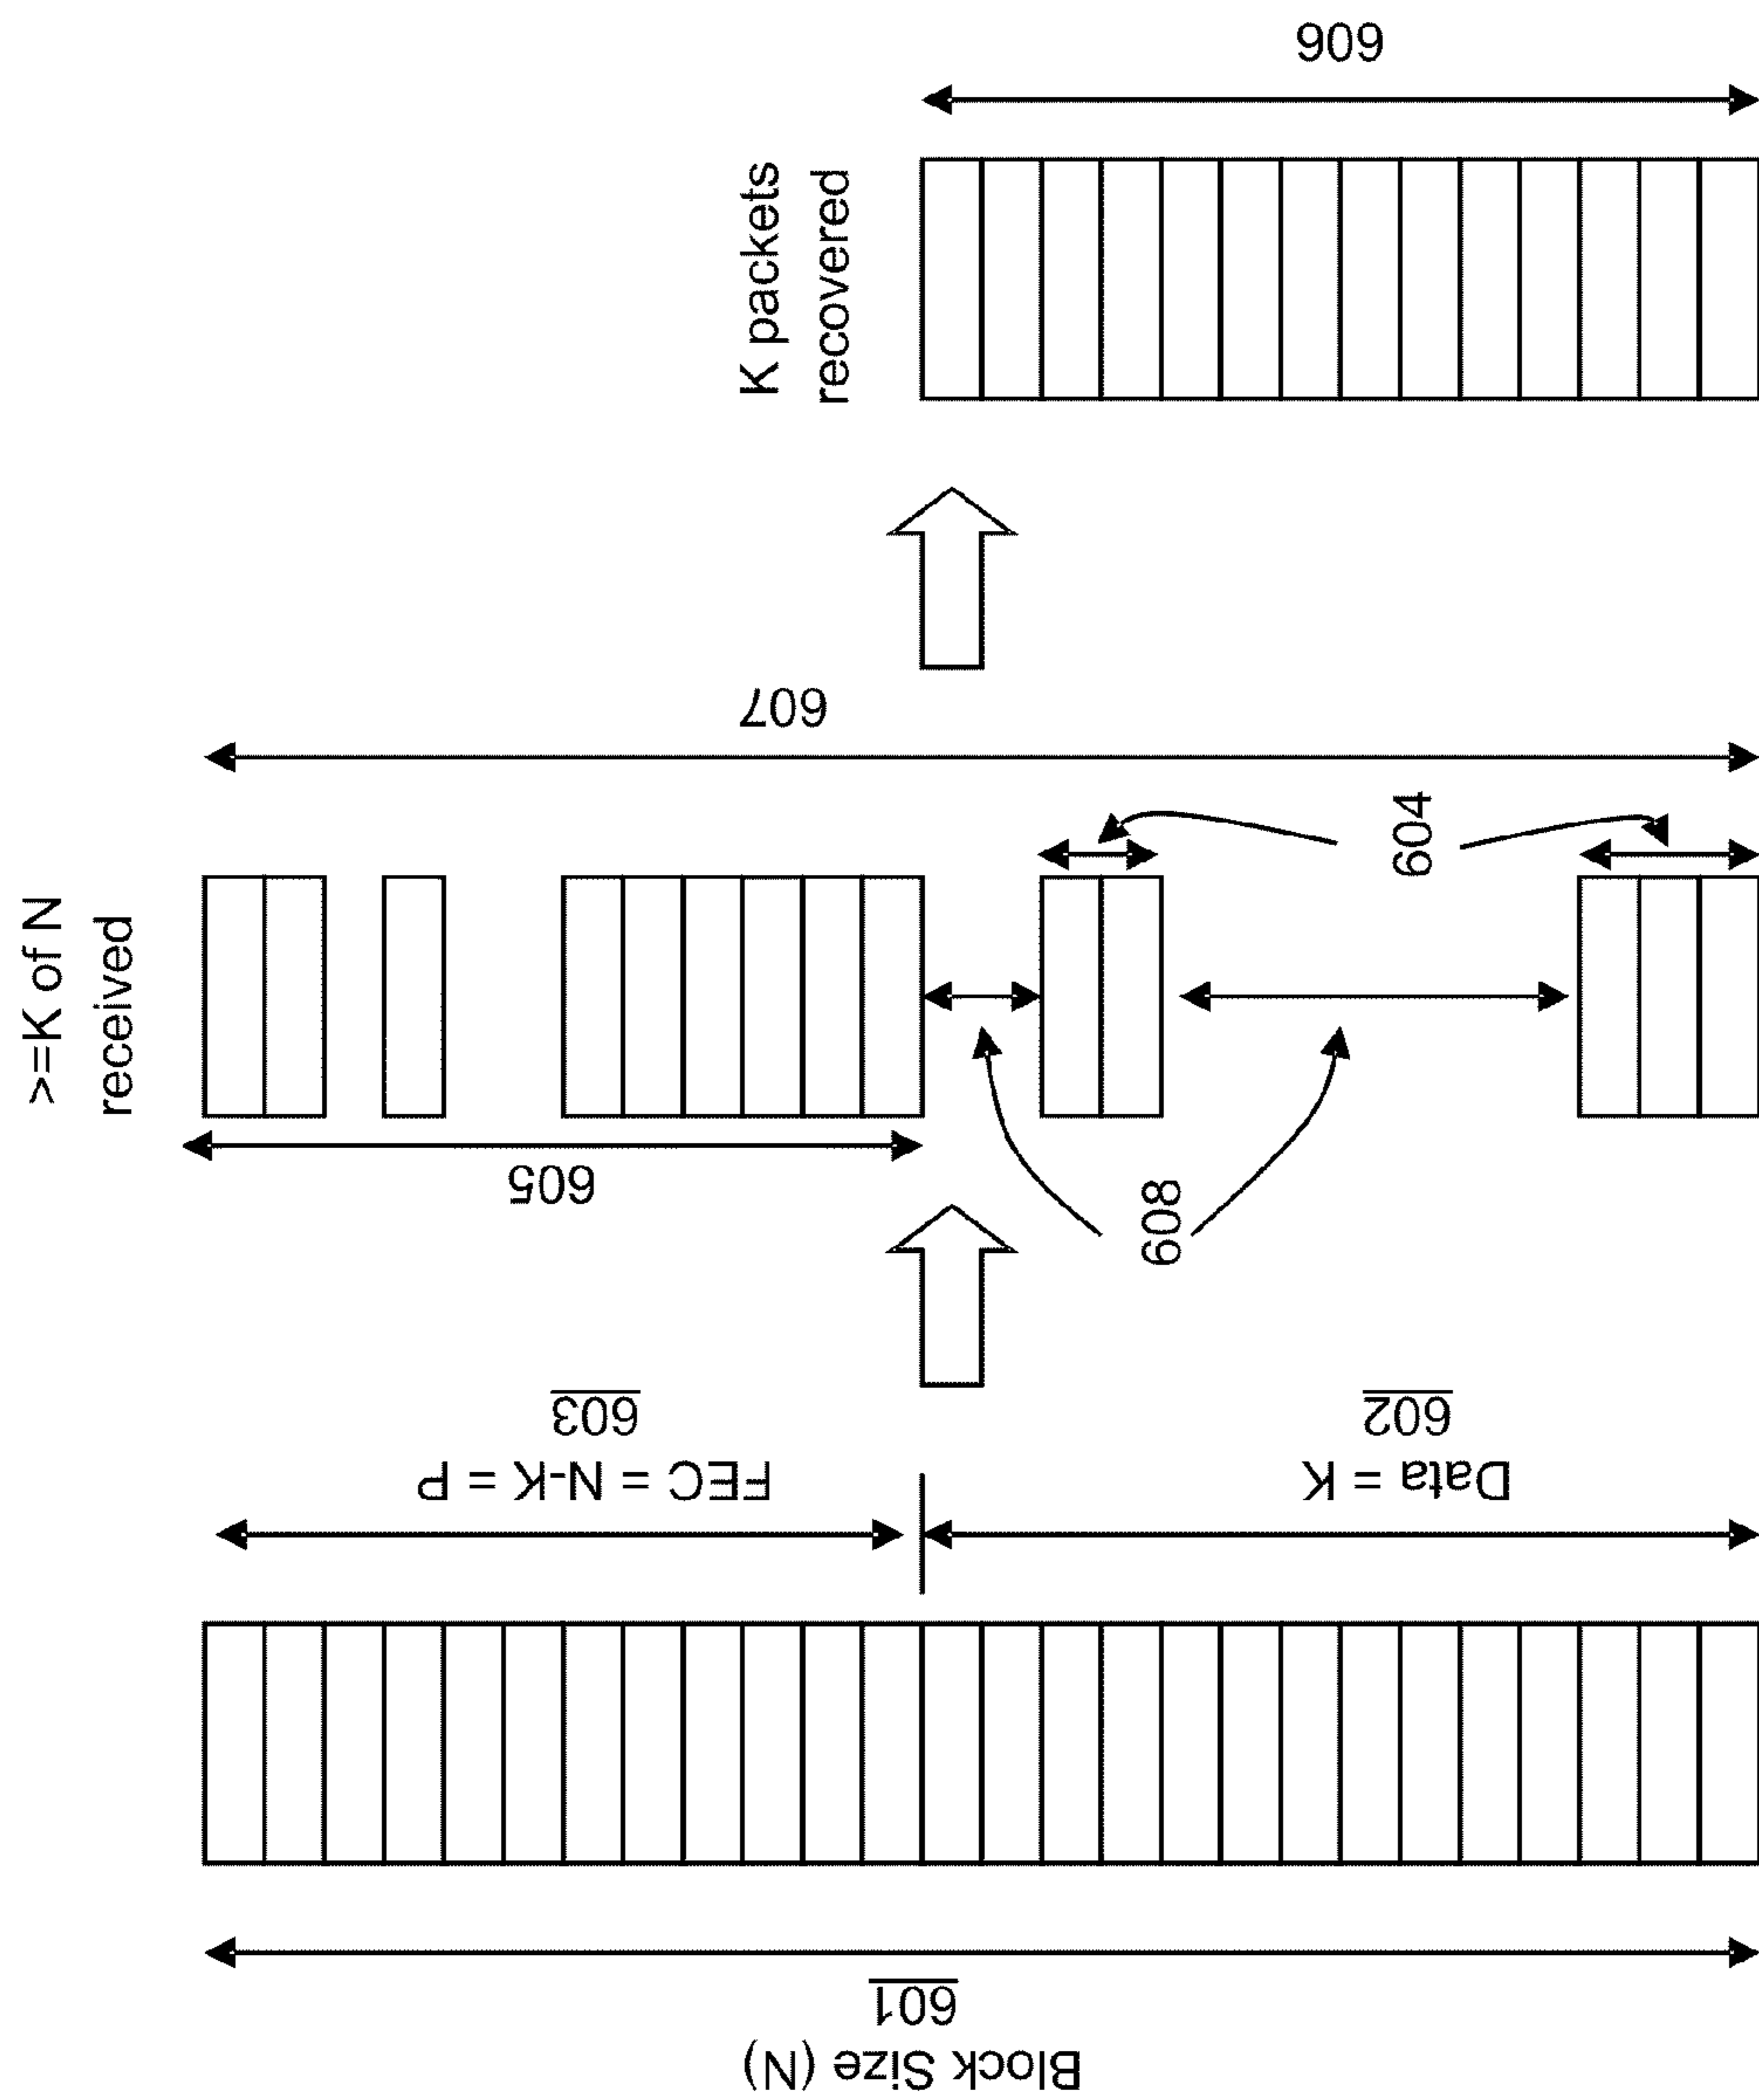 Block Size (N)
601
FEC = N-K = P
603
Data = K
602
>=K of N
received
605
608
604
607
K packets
recovered
606